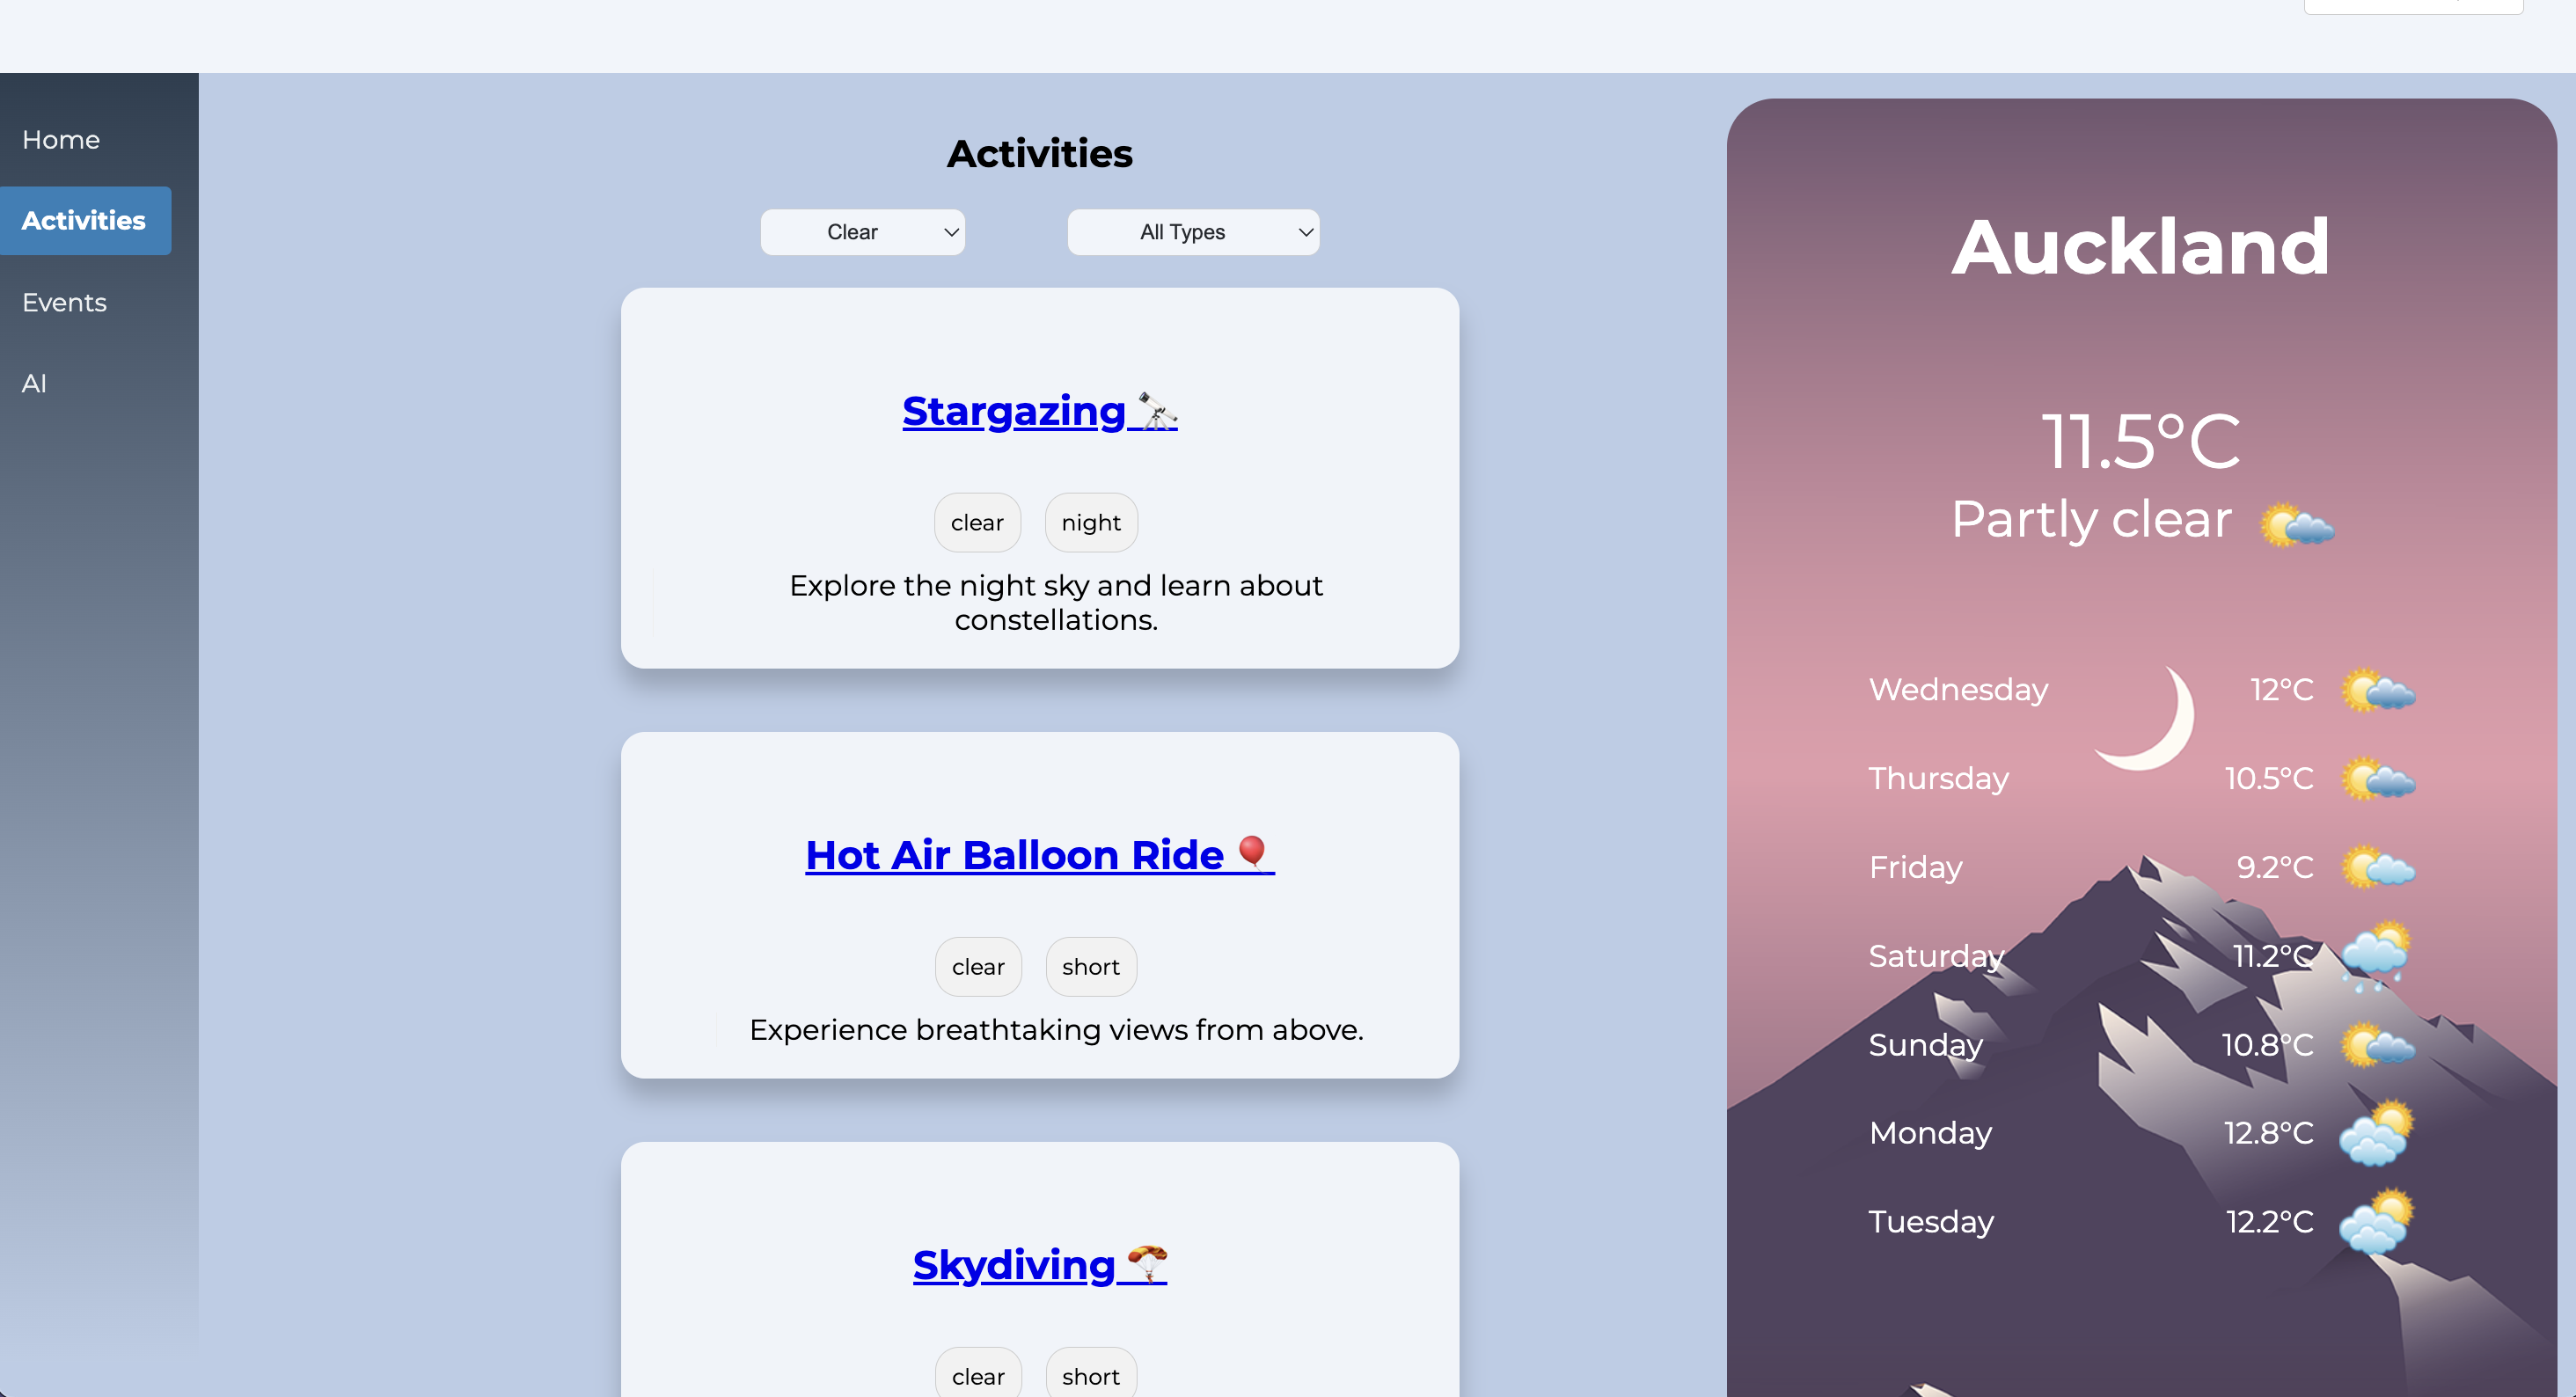 Home
Activities
Events
AI
Activities
Clear
All Types
Stargazing
clear
night
Explore the night sky and learn about
constellations.
Hot Air Balloon Ride
clear
short
Experience breathtaking views from above.
Skydiving
clear
short
Auckland
11.5°C
Partly clear
Wednesday 12°C
Thursday 10.5°C
Friday 9.2°C
Saturday 11.2°C
Sunday 10.8°C
Monday 12.8°C
Tuesday 12.2°C